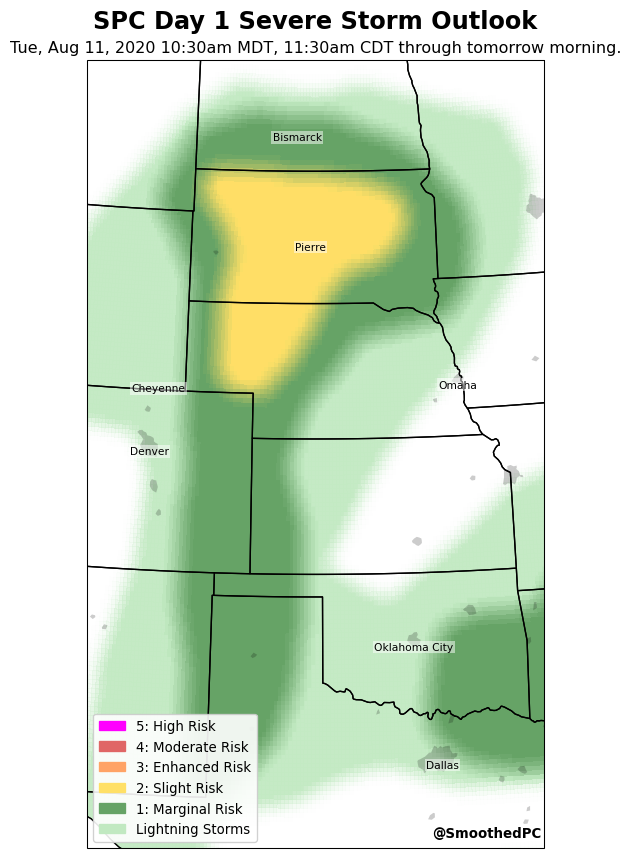 SPC Day 1 Severe Storm Outlook
Tue, Aug 11, 2020 10:30am MDT, 11:30am CDT through tomorrow morning.
Bismarck
Pierre
Cheyenne
Omaha
Denver
Oklahoma City
Dallas
5: High Risk
4: Moderate Risk
3: Enhanced Risk
2: Slight Risk
1: Marginal Risk
Lightning Storms
@SmoothedPC